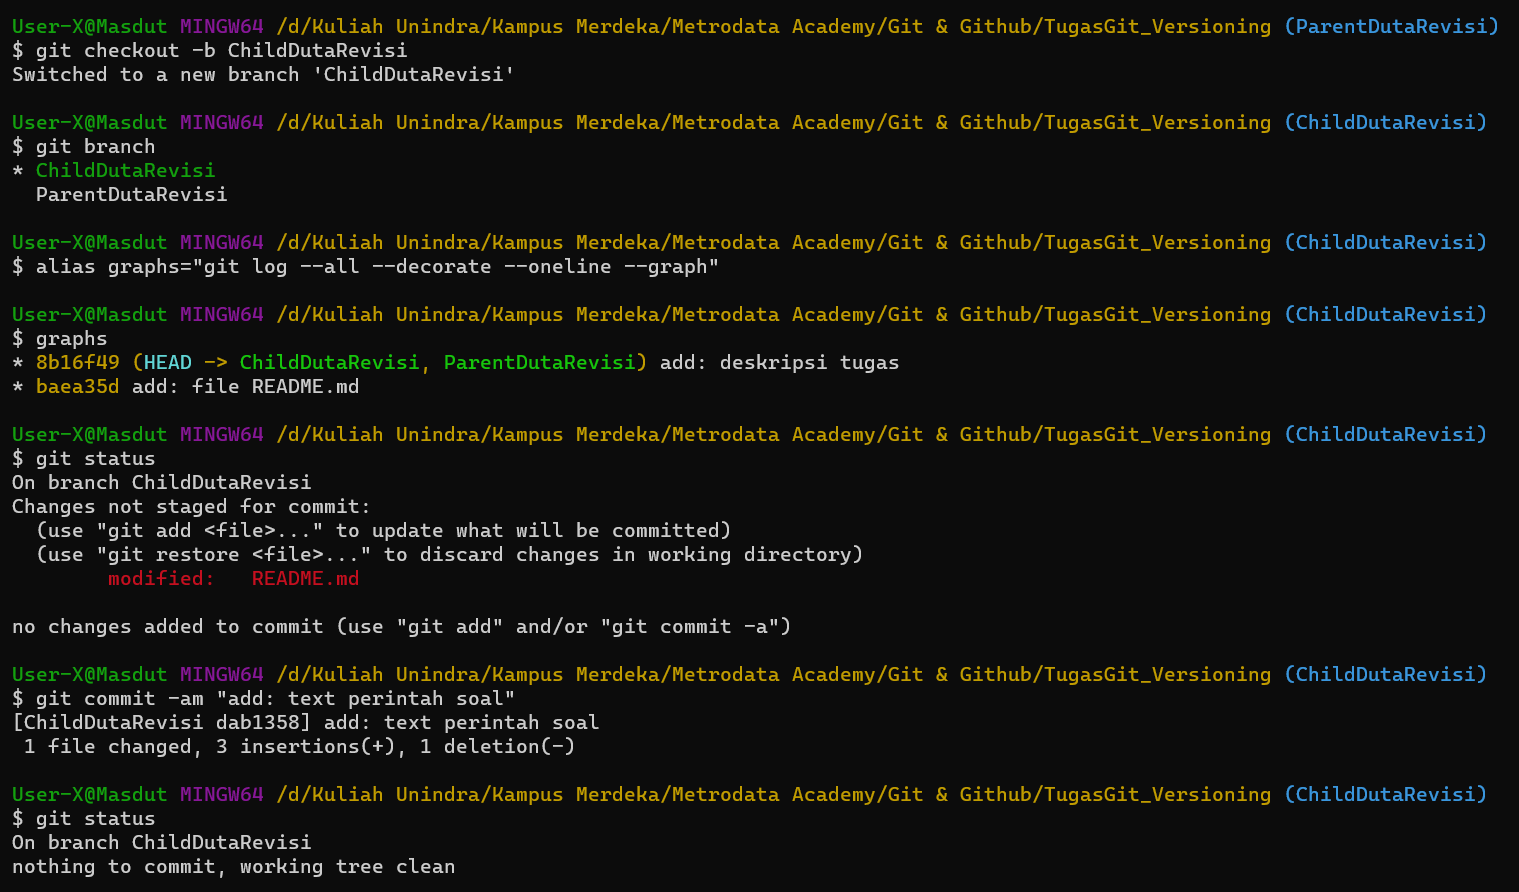 User-X@Masdut MINGW64 /d/Kuliah Unindra/Kampus Merdeka/Metrodata Academy/Git & Github/TugasGit_Versioning (ParentDutaRevisi)
$ git checkout -b ChildDutaRevisi
Switched to a new branch 'ChildDutaRevisi'

User-X@Masdut MINGW64 /d/Kuliah Unindra/Kampus Merdeka/Metrodata Academy/Git & Github/TugasGit_Versioning (ChildDutaRevisi)
$ git branch
* ChildDutaRevisi
  ParentDutaRevisi

User-X@Masdut MINGW64 /d/Kuliah Unindra/Kampus Merdeka/Metrodata Academy/Git & Github/TugasGit_Versioning (ChildDutaRevisi)
$ alias graphs="git log --all --decorate --oneline --graph"

User-X@Masdut MINGW64 /d/Kuliah Unindra/Kampus Merdeka/Metrodata Academy/Git & Github/TugasGit_Versioning (ChildDutaRevisi)
$ graphs
* 8b16f49 (HEAD -> ChildDutaRevisi, ParentDutaRevisi) add: deskripsi tugas
* baea35d add: file README.md

User-X@Masdut MINGW64 /d/Kuliah Unindra/Kampus Merdeka/Metrodata Academy/Git & Github/TugasGit_Versioning (ChildDutaRevisi)
$ git status
On branch ChildDutaRevisi
Changes not staged for commit:
  (use "git add <file>..." to update what will be committed)
  (use "git restore <file>..." to discard changes in working directory)
        modified:   README.md

no changes added to commit (use "git add" and/or "git commit -a")

User-X@Masdut MINGW64 /d/Kuliah Unindra/Kampus Merdeka/Metrodata Academy/Git & Github/TugasGit_Versioning (ChildDutaRevisi)
$ git commit -am "add: text perintah soal"
[ChildDutaRevisi dab1358] add: text perintah soal
 1 file changed, 3 insertions(+), 1 deletion(-)

User-X@Masdut MINGW64 /d/Kuliah Unindra/Kampus Merdeka/Metrodata Academy/Git & Github/TugasGit_Versioning (ChildDutaRevisi)
$ git status
On branch ChildDutaRevisi
nothing to commit, working tree clean